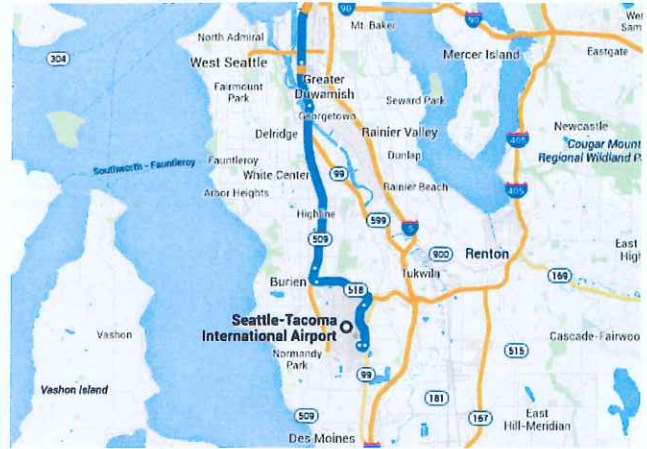 90
Mt. Baker
90
North Admiral
304
West Seattle
Mercer Island
Eastgate
Greater
Duwamish
Fairmount
Park
Seward Park
Georgetown
Delridge
Rainier Valley
Newcastle
405
Cougar Mount
Regional Wildland P
Southworth - Fauntleroy
Fauntleroy
Dunlap
White Center
99
Rainier Beach
405
Arbor Heights
Highline
599
5
509
900
Renton
East
High
Tukwila
169
Burien
518
Seattle-Tacoma
International Airport
Vashon
Cascade-Fairwoo
Normandy
Park
515
99
Vashon Island
181
509
167
East
Hill-Meridian
Des Moines